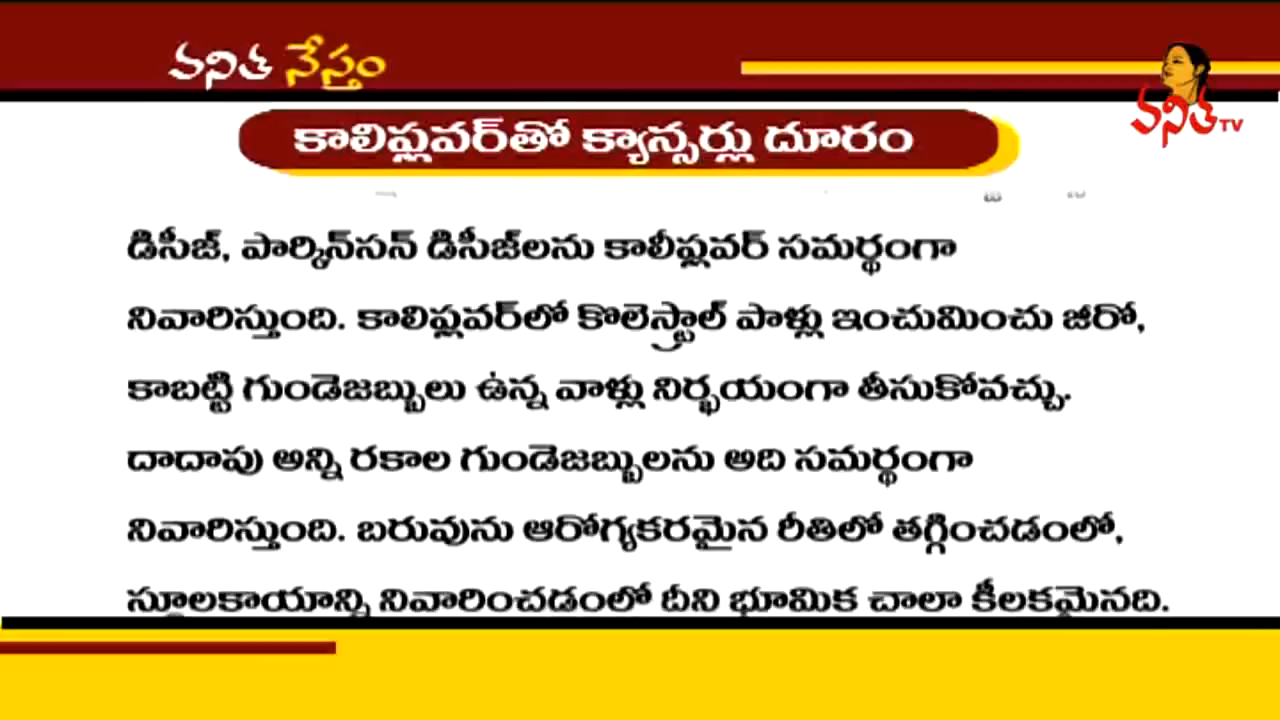 వనిత నేస్తం
వనిత TV
కాలిఫ్లవర్‌తో క్యాన్సర్లు దూరం
డిసీజ్, పార్కిన్‌సన్ డిసీజ్‌లను కాలీఫ్లవర్ సమర్థంగా
నివారిస్తుంది. కాలిఫ్లవర్‌లో కొలెస్ట్రాల్ పాళ్లు ఇంచుమించు జీరో,
కాబట్టి గుండెజబ్బులు ఉన్న వాళ్లు నిర్భయంగా తీసుకోవచ్చు.
దాదాపు అన్ని రకాల గుండెజబ్బులను అది సమర్థంగా
నివారిస్తుంది. బరువును ఆరోగ్యకరమైన రీతిలో తగ్గించడంలో,
స్థూలకాయాన్ని నివారించడంలో దీని భూమిక చాలా కీలకమైనది.